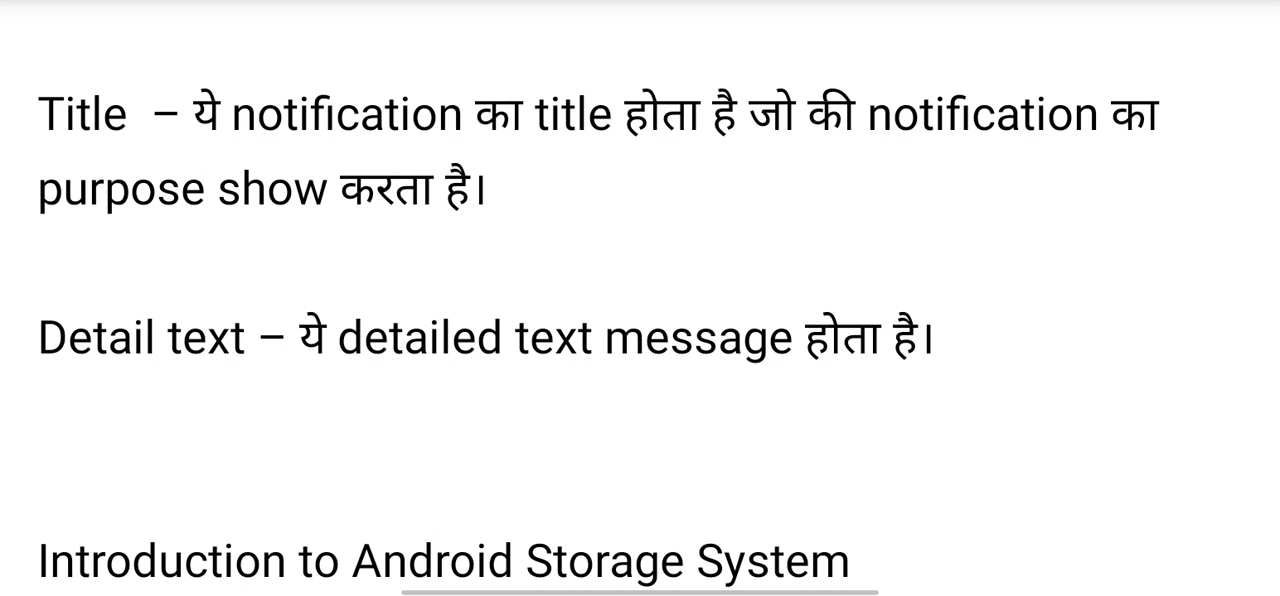 Title – ये notification का title होता है जो की notification का
purpose show करता है।
Detail text – ये detailed text message होता है।
Introduction to Android Storage System